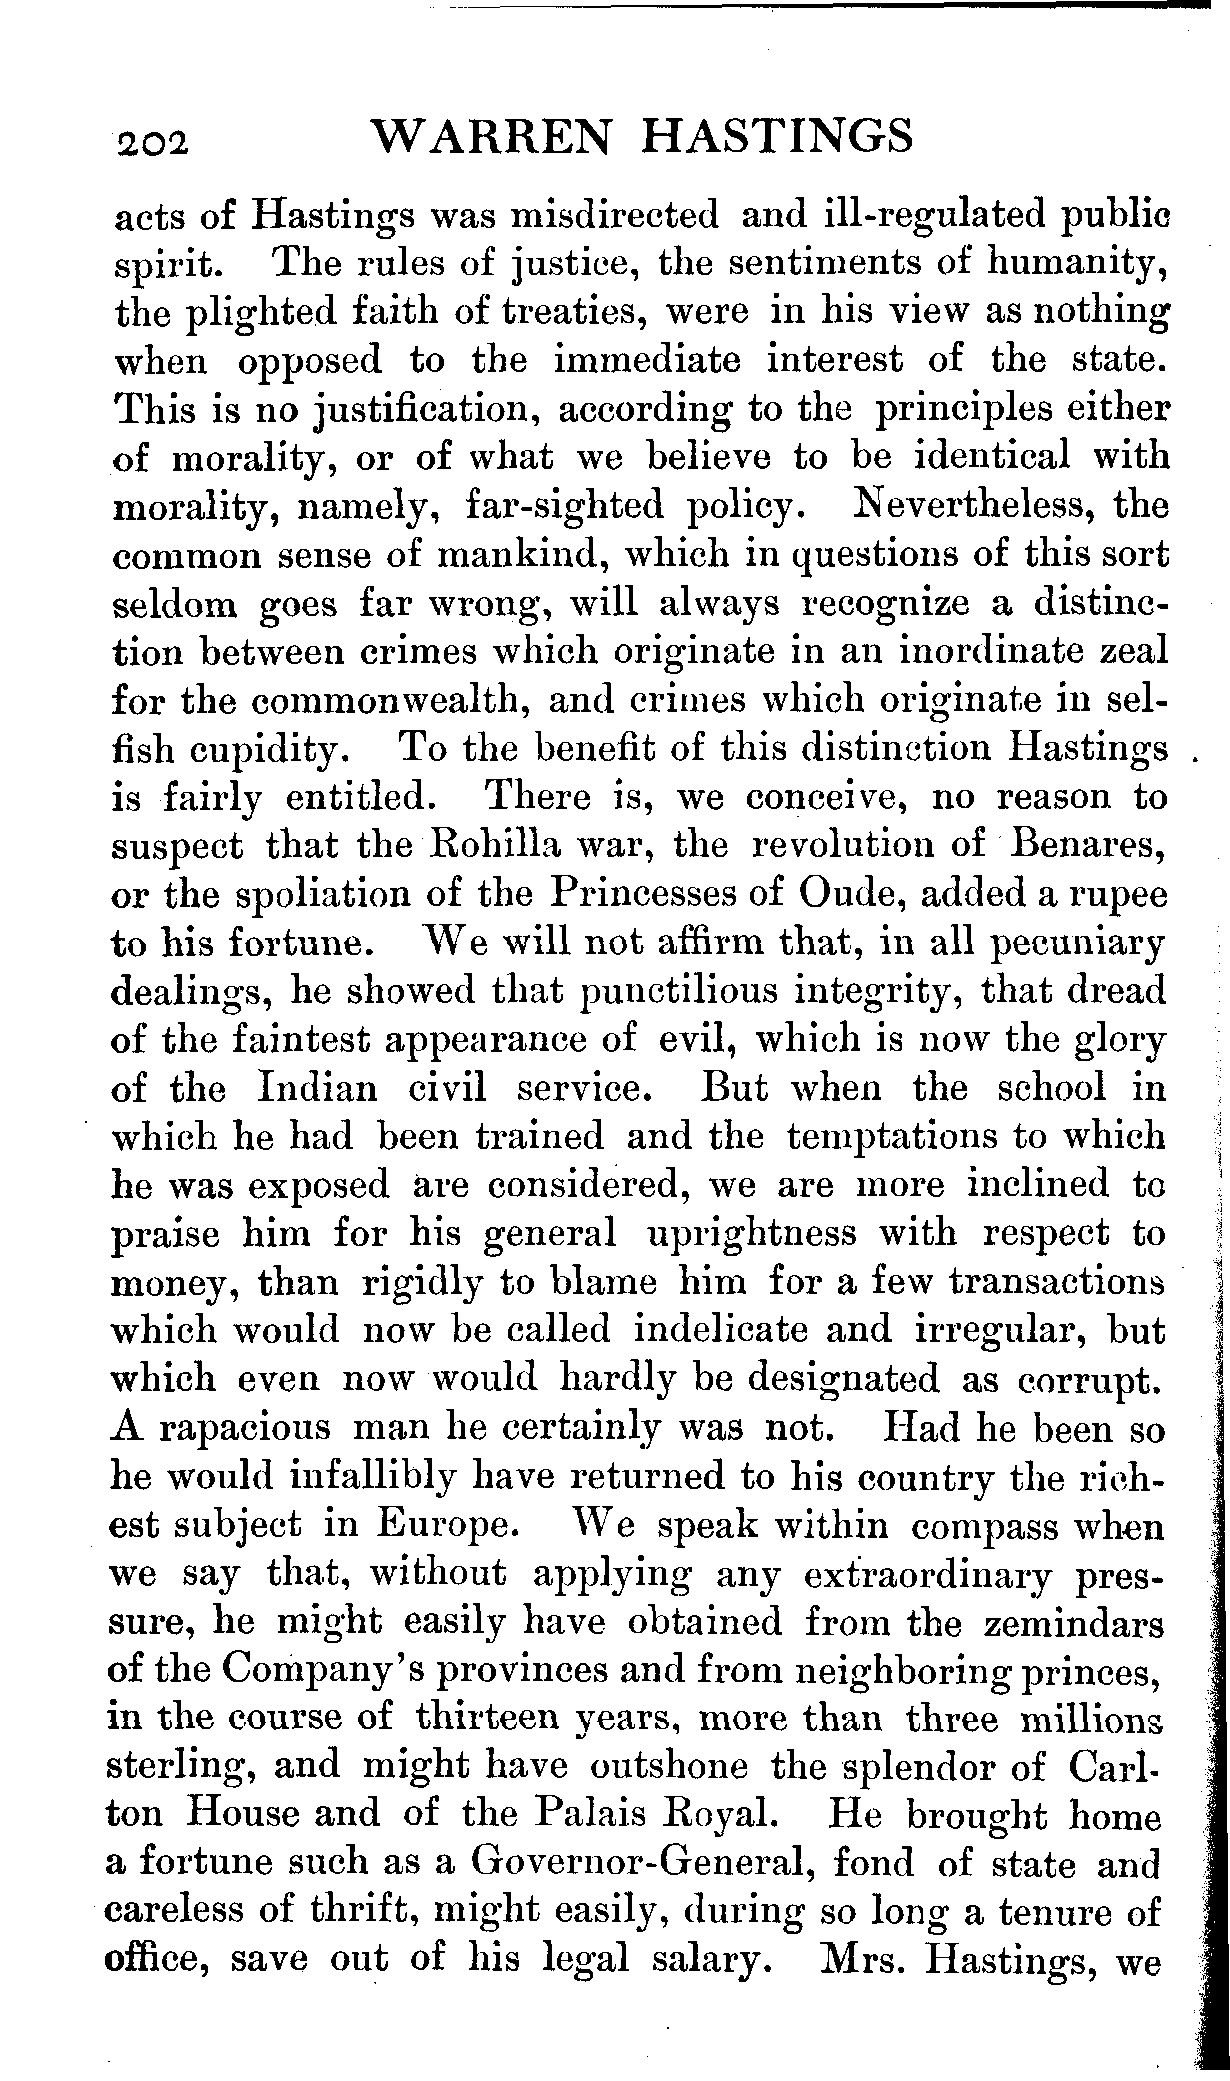 202 WARREN HASTINGS
acts of Hastings was misdirected and ill-regulated public
spirit. The rules of justice, the sentiments of humanity,
the plighted faith of treaties, were in his view as nothing
when opposed to the immediate interest of the state.
This is no justification, according to the principles either
of morality, or of what we believe to be identical with
morality, namely, far-sighted policy. Nevertheless, the
common sense of mankind, which in questions of this sort
seldom goes far wrong, will always recognize a distinc-
tion between crimes which originate in an inordinate zeal
for the commonwealth, and crimes which originate in sel-
fish cupidity. To the benefit of this distinction Hastings
is fairly entitled. There is, we conceive, no reason to
suspect that the Rohilla war, the revolution of Benares,
or the spoliation of the Princesses of Oude, added a rupee
to his fortune. We will not affirm that, in all pecuniary
dealings, he showed that punctilious integrity, that dread
of the faintest appearance of evil, which is now the glory
of the Indian civil service. But when the school in
which he had been trained and the temptations to which
he was exposed are considered, we are more inclined to
praise him for his general uprightness with respect to
money, than rigidly to blame him for a few transactions
which would now be called indelicate and irregular, but
which even now would hardly be designated as corrupt.
A rapacious man he certainly was not. Had he been so
he would infallibly have returned to his country the rich-
est subject in Europe. We speak within compass when
we say that, without applying any extraordinary pres-
sure, he might easily have obtained from the zemindars
of the Company's provinces and from neighboring princes,
in the course of thirteen years, more than three millions
sterling, and might have outshone the splendor of Carl-
ton House and of the Palais Royal. He brought home
a fortune such as a Governor-General, fond of state and
careless of thrift, might easily, during so long a tenure of
office, save out of his legal salary. Mrs. Hastings, we